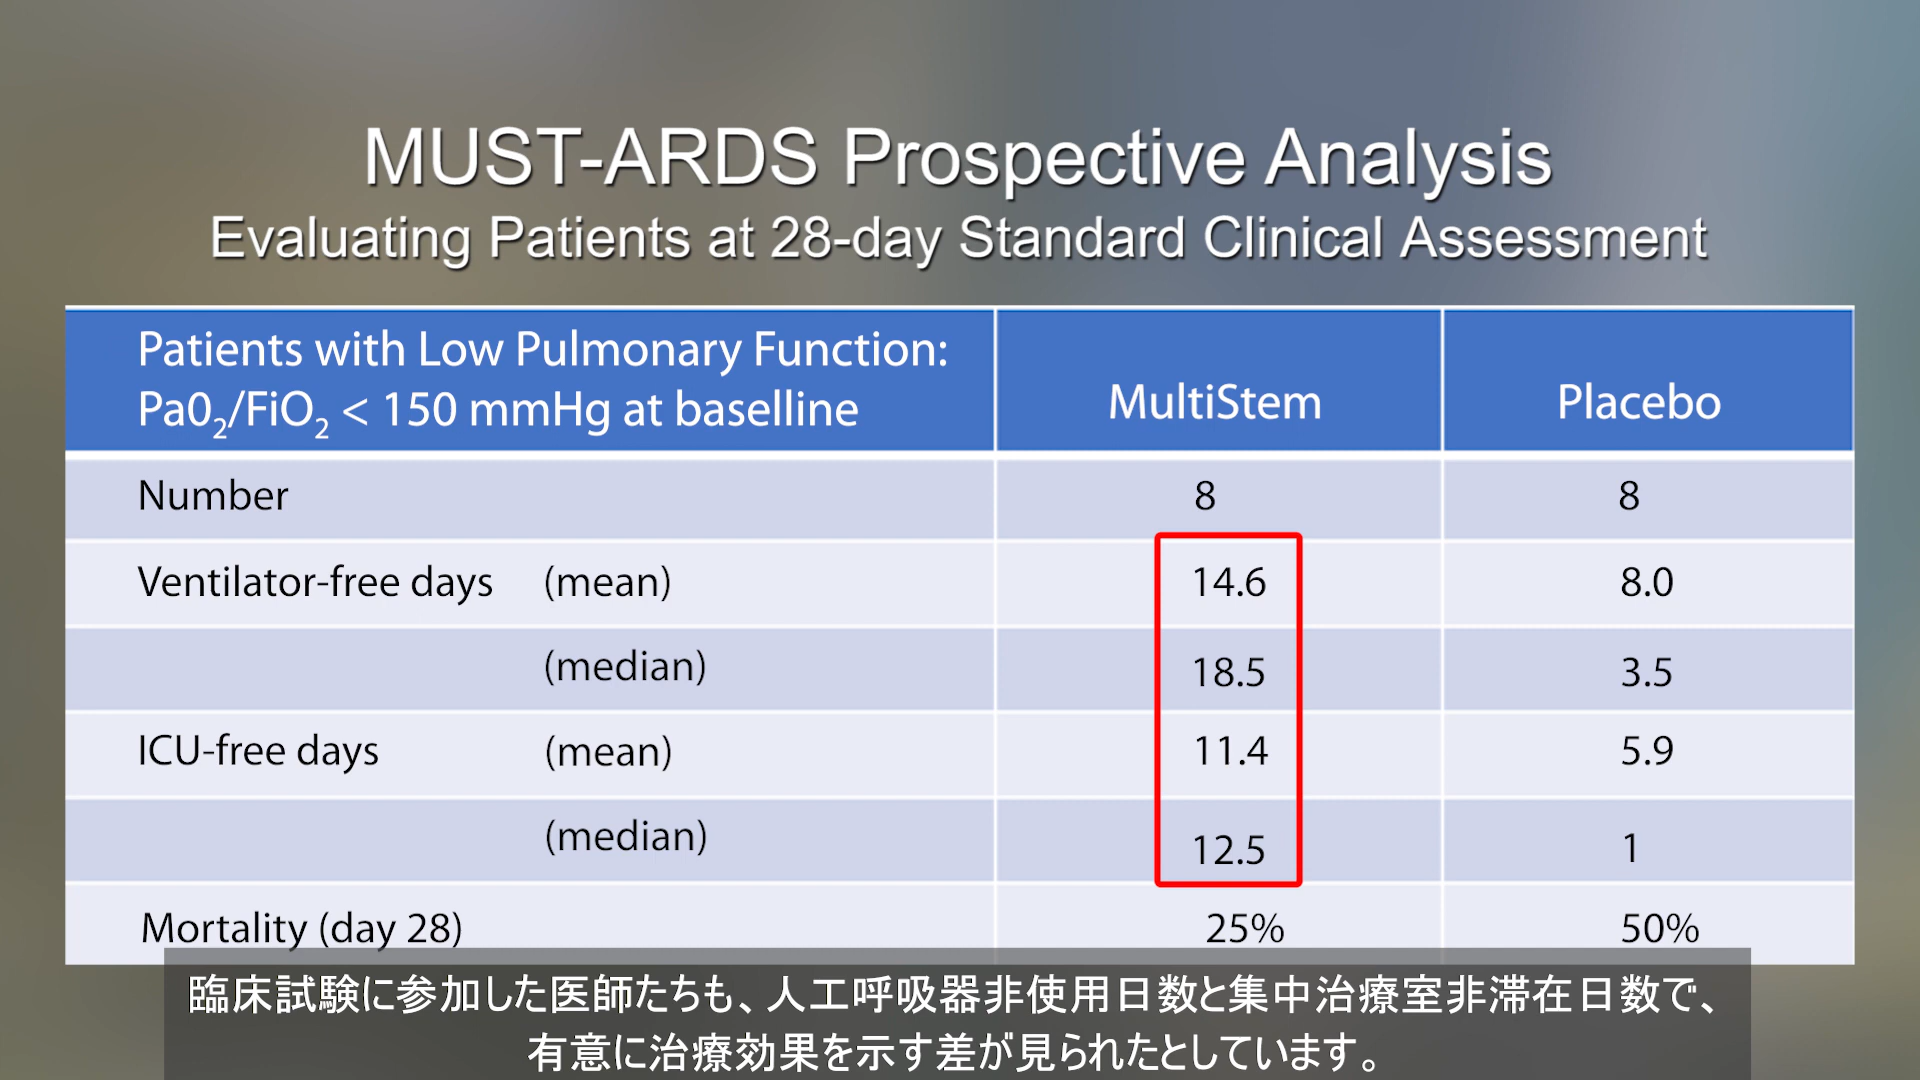 MUST-ARDS Prospective Analysis
Evaluating Patients at 28-day Standard Clinical Assessment
Patients with Low Pulmonary Function:
Pa0₂/FiO₂ < 150 mmHg at baselline
MultiStem Placebo
Number 8 8
Ventilator-free days (mean) 14.6 8.0
(median) 18.5 3.5
ICU-free days (mean) 11.4 5.9
(median) 12.5 1
Mortality (day 28) 25% 50%
臨床試験に参加した医師たちも、人工呼吸器非使用日数と集中治療室非滞在日数で、
有意に治療効果を示す差が見られたとしています。